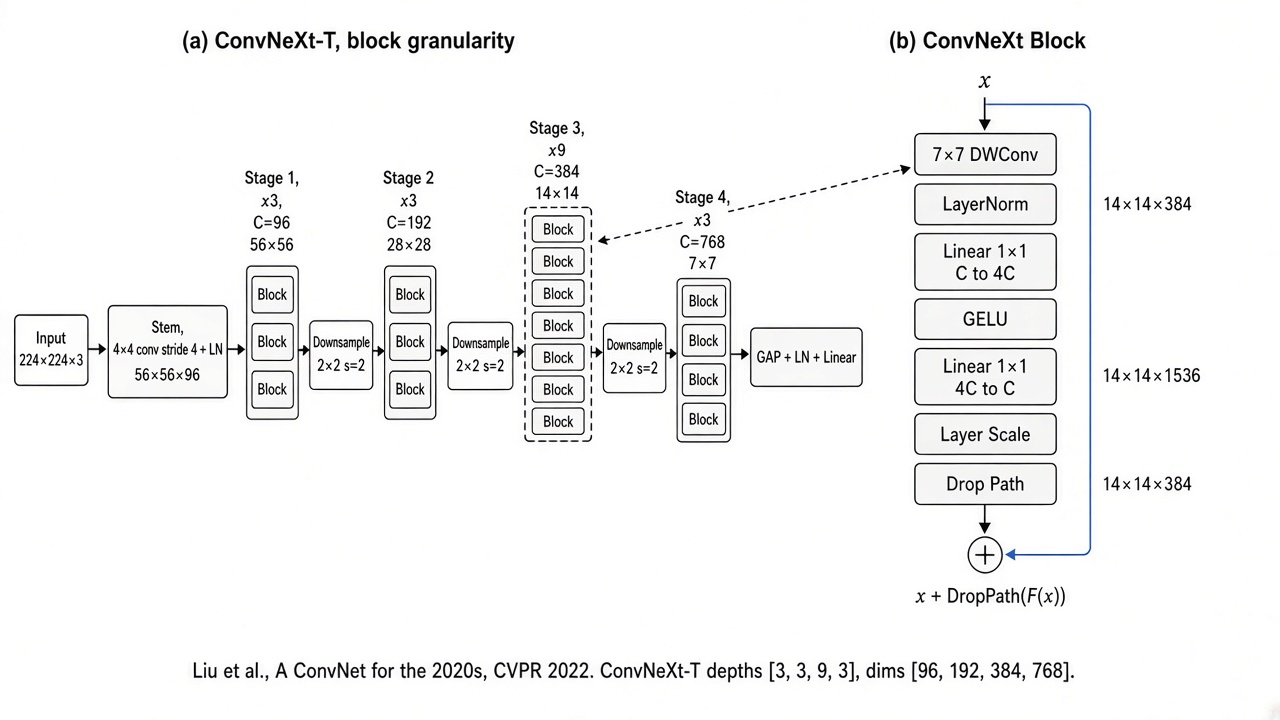 (a) ConvNeXt-T, block granularity
Input
224×224×3
Stem,
4×4 conv stride 4 + LN
56×56×96
Stage 1,
x3,
C=96
56×56
Block
Block
Block
Downsample
2×2 s=2
Stage 2
x3
C=192
28×28
Block
Block
Block
Downsample
2×2 s=2
Stage 3,
x9
C=384
14×14
Block
Block
Block
Block
Block
Block
Block
Downsample
2×2 s=2
Stage 4,
x3
C=768
7×7
Block
Block
Block
Block
GAP + LN + Linear
(b) ConvNeXt Block
x
7×7 DWConv
LayerNorm
14×14×384
Linear 1×1
C to 4C
GELU
Linear 1×1
4C to C
14×14×1536
Layer Scale
Drop Path
14×14×384
+
x + DropPath(F(x))
Liu et al., A ConvNet for the 2020s, CVPR 2022. ConvNeXt-T depths [3, 3, 9, 3], dims [96, 192, 384, 768].